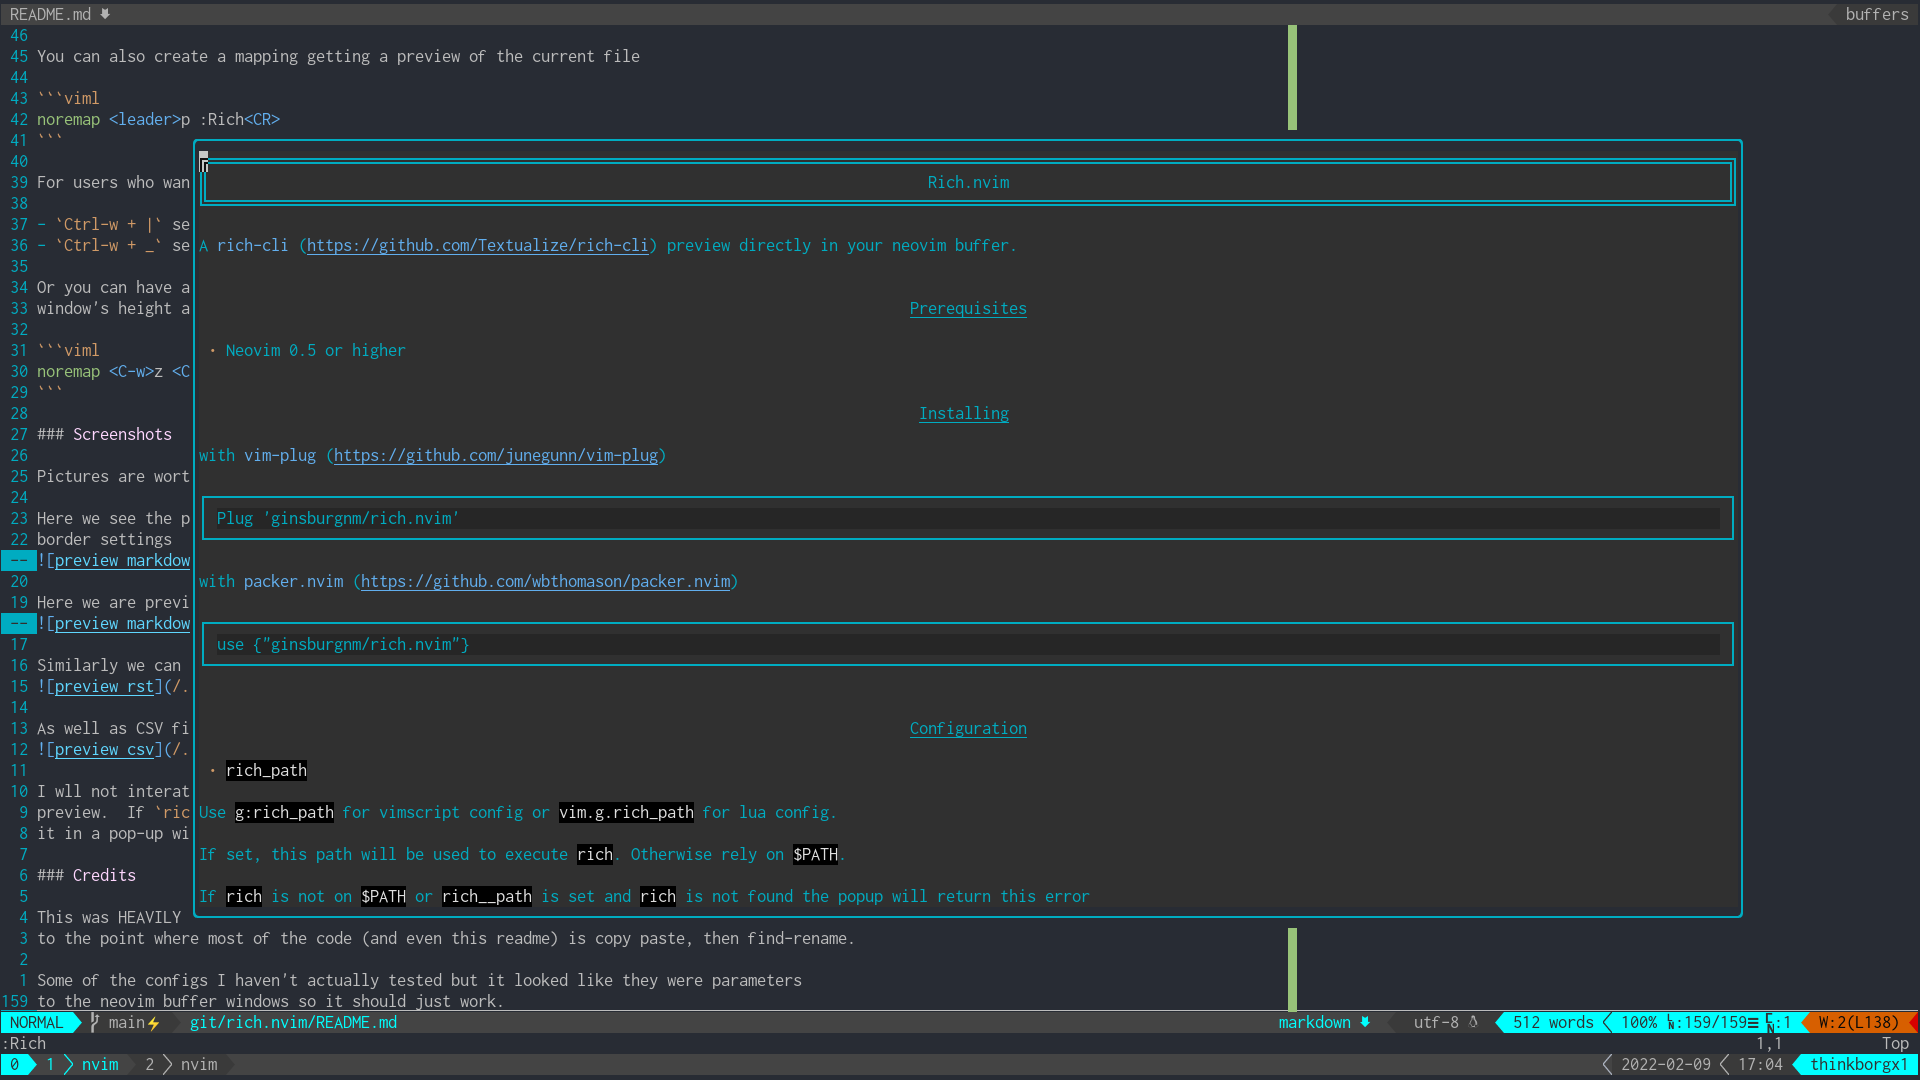 README.md buffers
46
45 You can also create a mapping getting a preview of the current file
44
43 ```viml
42 noremap <leader>p :Rich<CR>
41 ```
40
39 For users who wan
38
37 - `Ctrl-w + |` se
36 - `Ctrl-w + _` se
35
34 Or you can have a
33 window's height a
32
31 ```viml
30 noremap <C-w>z <C
29 ```
28
27 ### Screenshots
26
25 Pictures are wort
24
23 Here we see the p
22 border settings
-- ![preview markdow
20
19 Here we are previ
-- ![preview markdow
17
16 Similarly we can
15 ![preview rst](/.
14
13 As well as CSV fi
12 ![preview csv](/.
11
10 I wll not interat
9 preview.  If `ric
8 it in a pop-up wi
7
6 ### Credits
5
4 This was HEAVILY
3 to the point where most of the code (and even this readme) is copy paste, then find-rename.
2
1 Some of the configs I haven't actually tested but it looked like they were parameters
159 to the neovim buffer windows so it should just work.
Rich.nvim
A rich-cli (https://github.com/Textualize/rich-cli) preview directly in your neovim buffer.
Prerequisites
• Neovim 0.5 or higher
Installing
with vim-plug (https://github.com/junegunn/vim-plug)
Plug 'ginsburgnm/rich.nvim'
with packer.nvim (https://github.com/wbthomason/packer.nvim)
use {"ginsburgnm/rich.nvim"}
Configuration
• rich_path
Use g:rich_path for vimscript config or vim.g.rich_path for lua config.
If set, this path will be used to execute rich. Otherwise rely on $PATH.
If rich is not on $PATH or rich__path is set and rich is not found the popup will return this error
NORMAL main⚡ git/rich.nvim/README.md markdown utf-8 512 words 100% :159/159☰ :1 W:2(L138)
:Rich 1,1 Top
0 1 nvim 2 nvim 2022-02-09 17:04 thinkborgx1